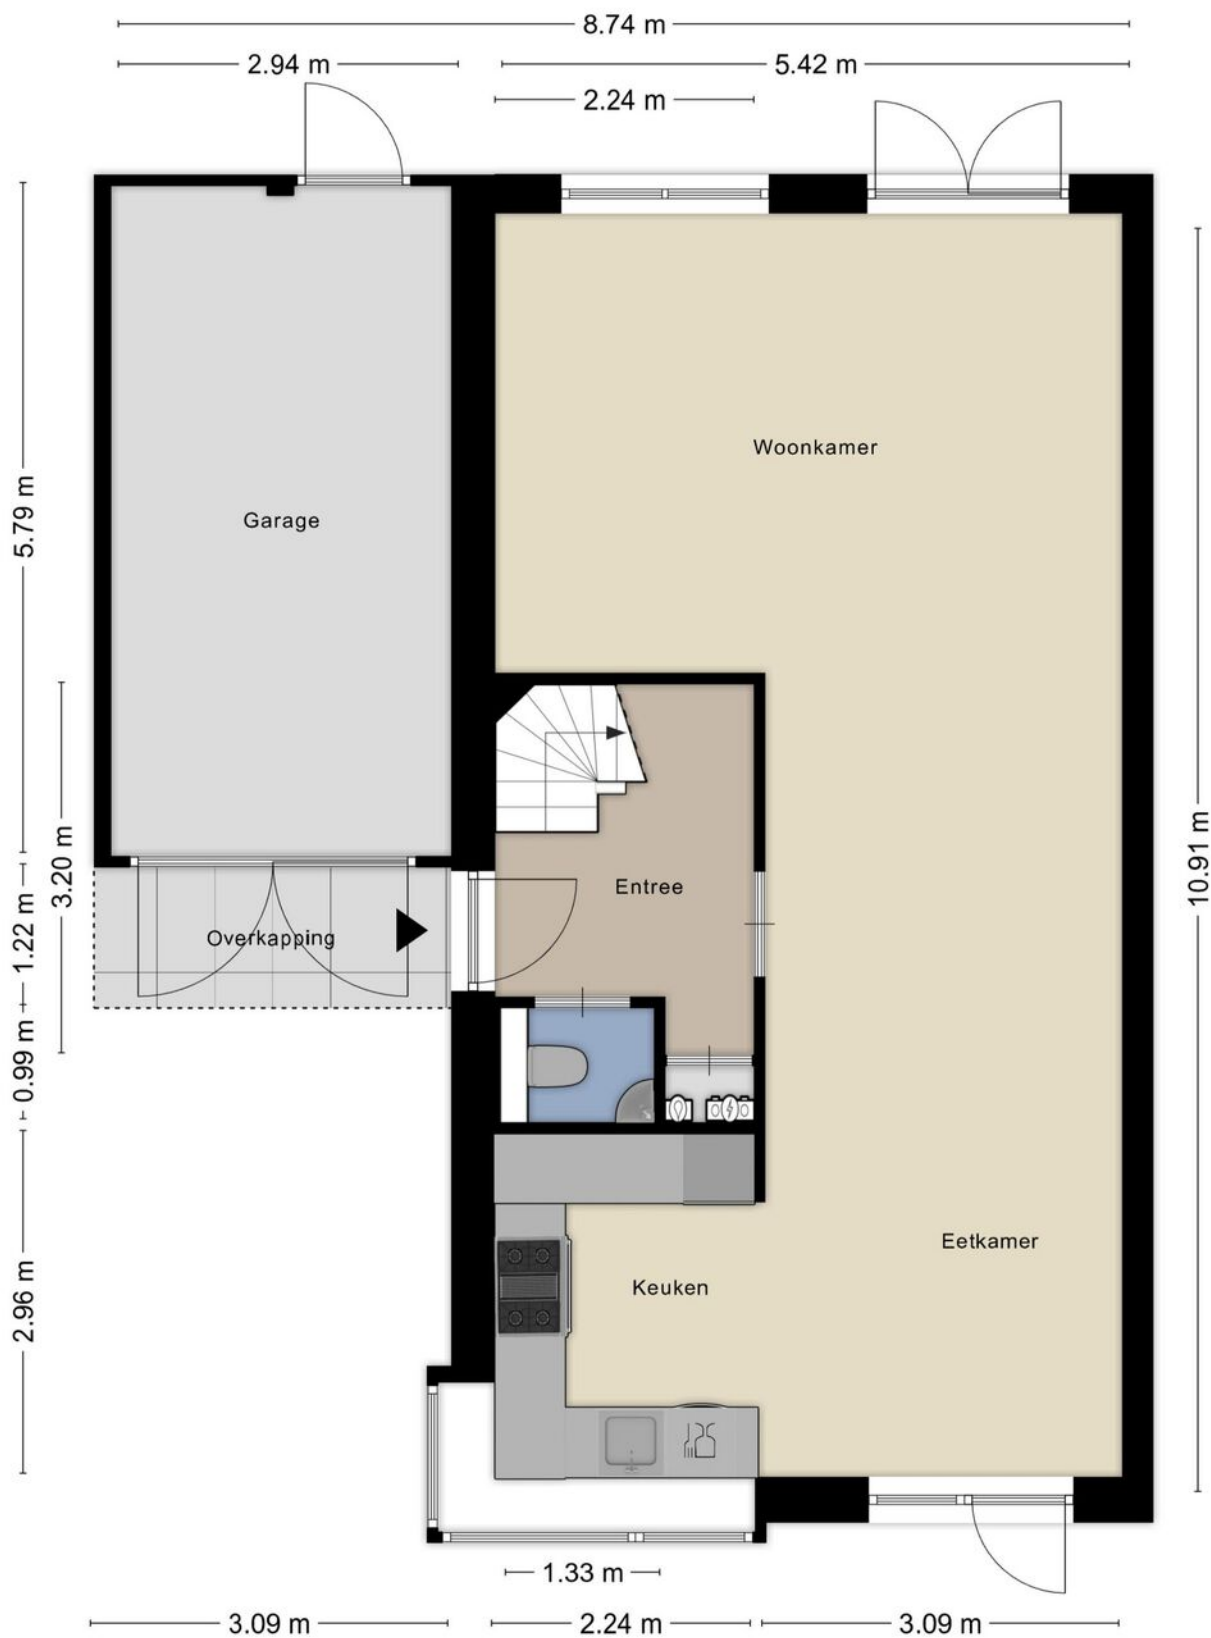 8.74 m
2.94 m
5.42 m
2.24 m
Woonkamer
5.79 m
Garage
3.20 m
10.91 m
Entree
1.22 m
Overkapping
0.99 m
Eetkamer
Keuken
2.96 m
1.33 m
3.09 m
2.24 m
3.09 m